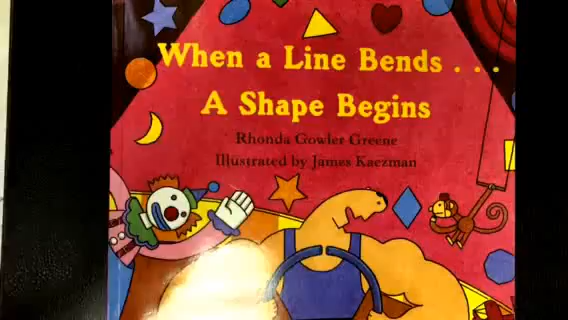 When a Line Bends . . .
A Shape Begins
Rhonda Gowler Greene
Illustrated by James Kaczman